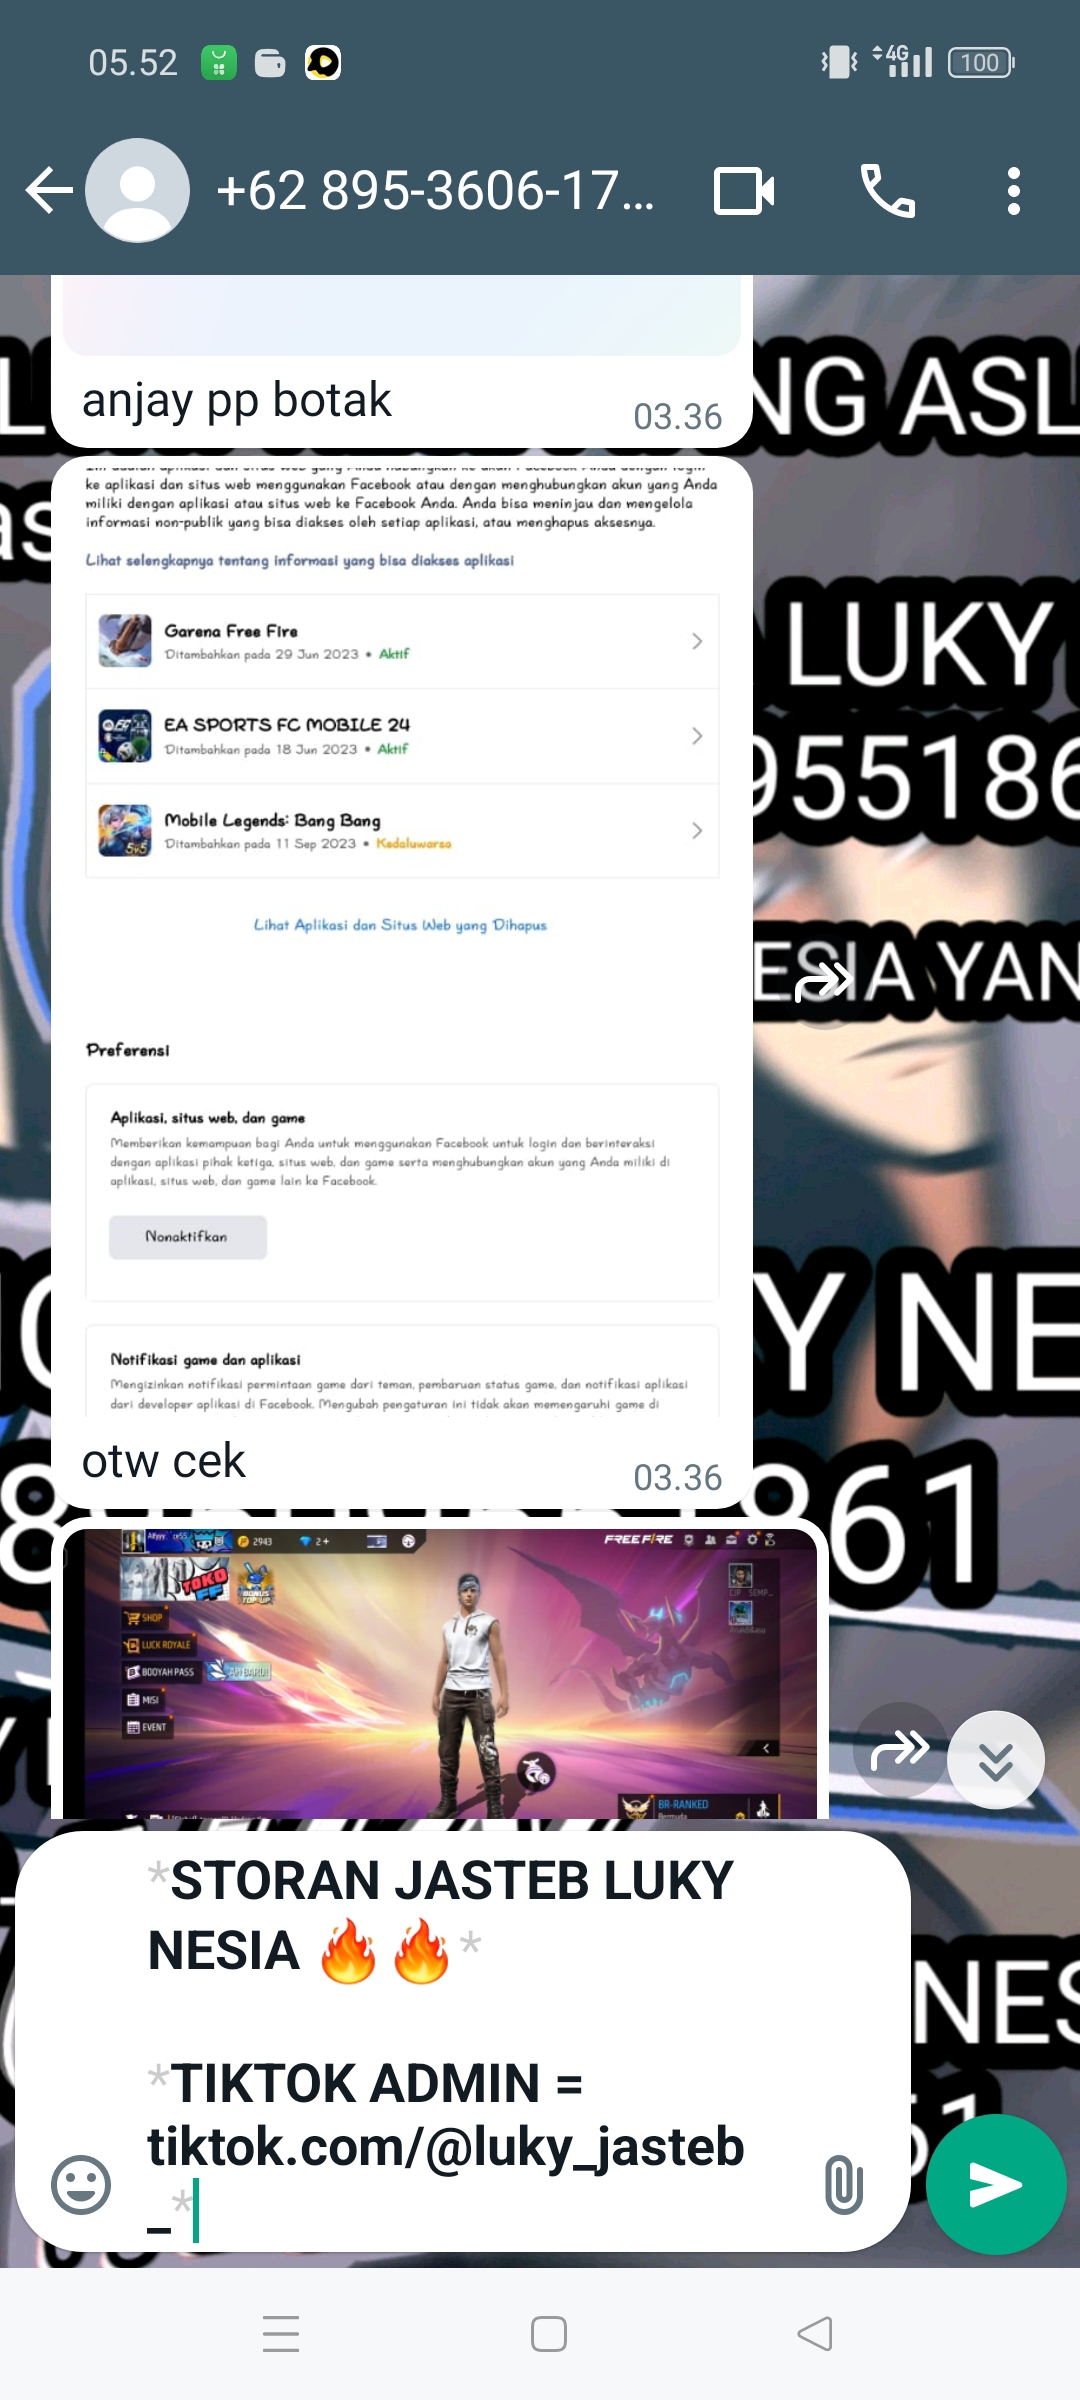 05.52
4G
100
+62 895-3606-17...
anjay pp botak
03.36
NG ASL
as
LUKY
955186
ESIA YAN
Y NE
861
NES
ke aplikasi dan situs web menggunakan Facebook atau dengan menghubungkan akun yang Anda
miliki dengan aplikasi atau situs web ke Facebook Anda. Anda bisa meninjau dan mengelola
informasi non-publik yang bisa diakses oleh setiap aplikasi, atau menghapus aksesnya.
Lihat selengkapnya tentang informasi yang bisa diakses aplikasi
Garena Free Fire
Ditambahkan pada 29 Jun 2023 • Aktif
EA SPORTS FC MOBILE 24
Ditambahkan pada 18 Jun 2023 • Aktif
Mobile Legends: Bang Bang
Ditambahkan pada 11 Sep 2023 • Kedaluwarsa
Lihat Aplikasi dan Situs Web yang Dihapus
Preferensi
Aplikasi, situs web, dan game
Memberikan kemampuan bagi Anda untuk menggunakan Facebook untuk login dan berinteraksi
dengan aplikasi pihak ketiga, situs web, dan game serta menghubungkan akun yang Anda miliki di
aplikasi, situs web, dan game lain ke Facebook.
Nonaktifkan
Notifikasi game dan aplikasi
Mengizinkan notifikasi permintaan game dari teman, pembaruan status game, dan notifikasi aplikasi
dari developer aplikasi di Facebook. Mengubah pengaturan ini tidak akan memengaruhi game di
otw cek
03.36
2943
2+
FREE FIRE
TOKO
BONUS
TOP-UP
SHOP
LUCK ROYALE
BOOYAH PASS
MISI
EVENT
BR-RANKED
Bermuda
*STORAN JASTEB LUKY
NESIA 🔥 🔥*
*TIKTOK ADMIN =
tiktok.com/@luky_jasteb
_*